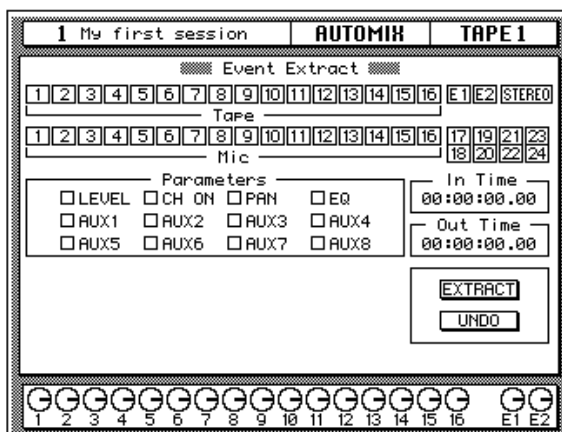 1 My first session AUTOMIX TAPE 1
Event Extract
1 2 3 4 5 6 7 8 9 10 11 12 13 14 15 16 E1 E2 STEREO
Tape
1 2 3 4 5 6 7 8 9 10 11 12 13 14 15 16 17 19 21 23
18 20 22 24
Mic
Parameters In Time
LEVEL CH ON PAN EQ 00:00:00.00
AUX1 AUX2 AUX3 AUX4 Out Time
AUX5 AUX6 AUX7 AUX8 00:00:00.00
EXTRACT
UNDO
1 2 3 4 5 6 7 8 9 10 11 12 13 14 15 16 E1 E2